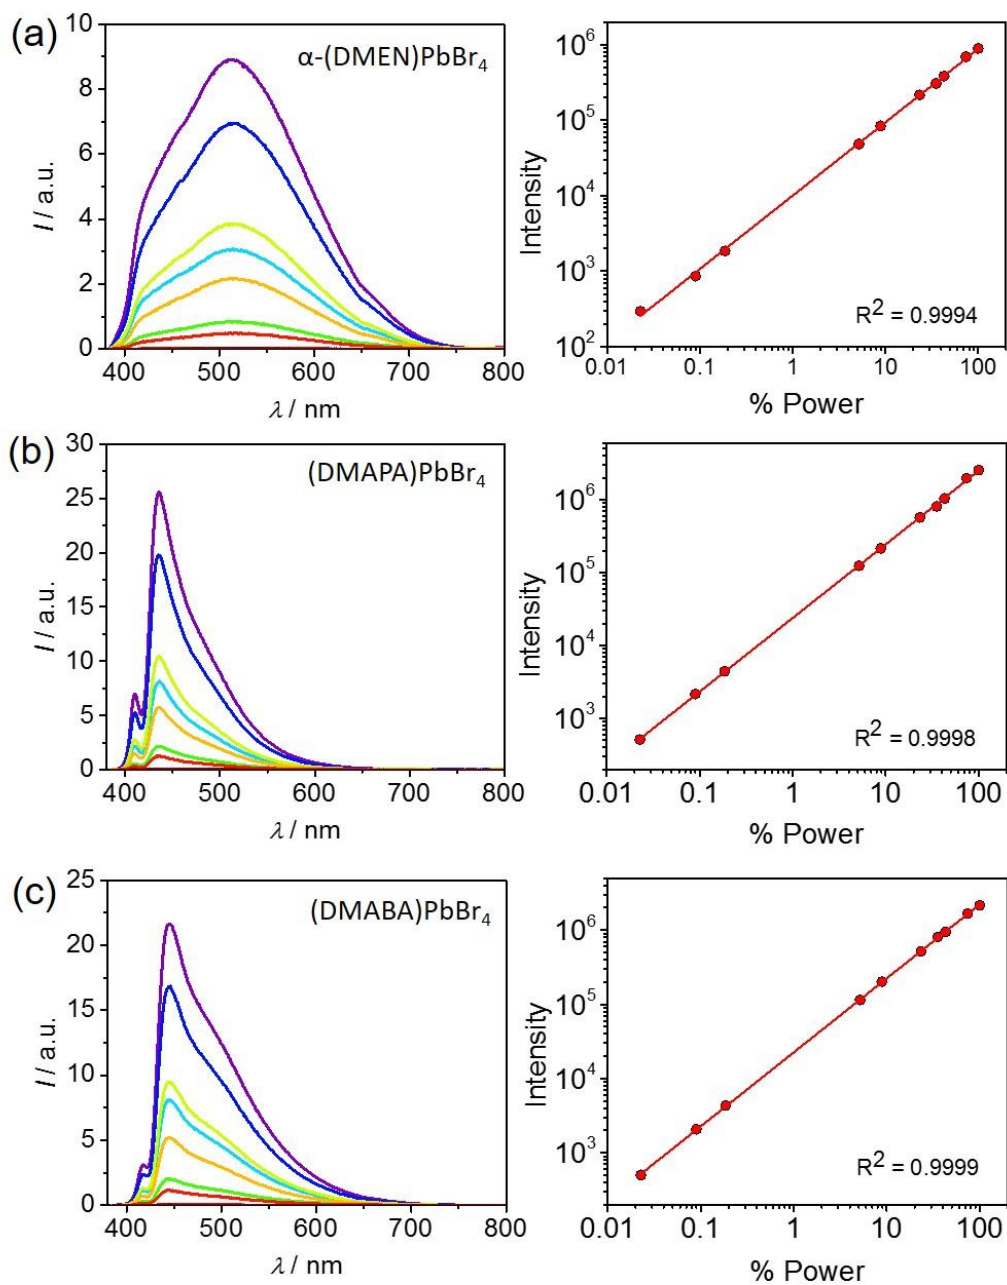 (a)
α-(DMEN)PbBr4
10
8
6
4
2
0
I / a.u.
400 500 600 700 800
λ / nm
10^6
10^5
10^4
10^3
10^2
Intensity
R^2 = 0.9994
0.01 0.1 1 10 100
% Power
(b)
(DMAPA)PbBr4
30
25
20
15
10
5
0
I / a.u.
400 500 600 700 800
λ / nm
10^6
10^5
10^4
10^3
Intensity
R^2 = 0.9998
0.01 0.1 1 10 100
% Power
(c)
(DMABA)PbBr4
25
20
15
10
5
0
I / a.u.
400 500 600 700 800
λ / nm
10^6
10^5
10^4
10^3
Intensity
R^2 = 0.9999
0.01 0.1 1 10 100
% Power